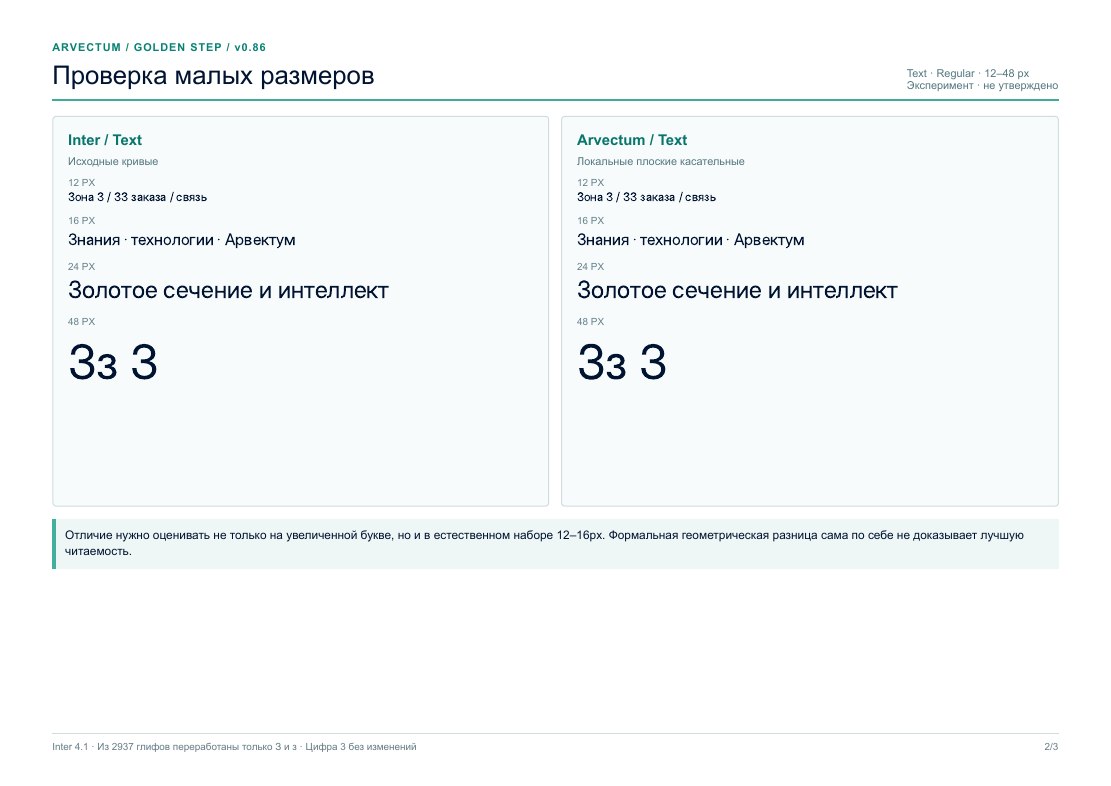 ARVECTUM / GOLDEN STEP / v0.86
Проверка малых размеров
Text · Regular · 12–48 px
Эксперимент · не утверждено
Inter / Text
Исходные кривые
12 PX
Зона 3 / 33 заказа / связь
16 PX
Знания · технологии · Арвектум
24 PX
Золотое сечение и интеллект
48 PX
Зз 3
Arvectum / Text
Локальные плоские касательные
12 PX
Зона 3 / 33 заказа / связь
16 PX
Знания · технологии · Арвектум
24 PX
Золотое сечение и интеллект
48 PX
Зз 3
Отличие нужно оценивать не только на увеличенной букве, но и в естественном наборе 12–16px. Формальная геометрическая разница сама по себе не доказывает лучшую
читаемость.
Inter 4.1 · Из 2937 глифов переработаны только З и з · Цифра 3 без изменений
2/3